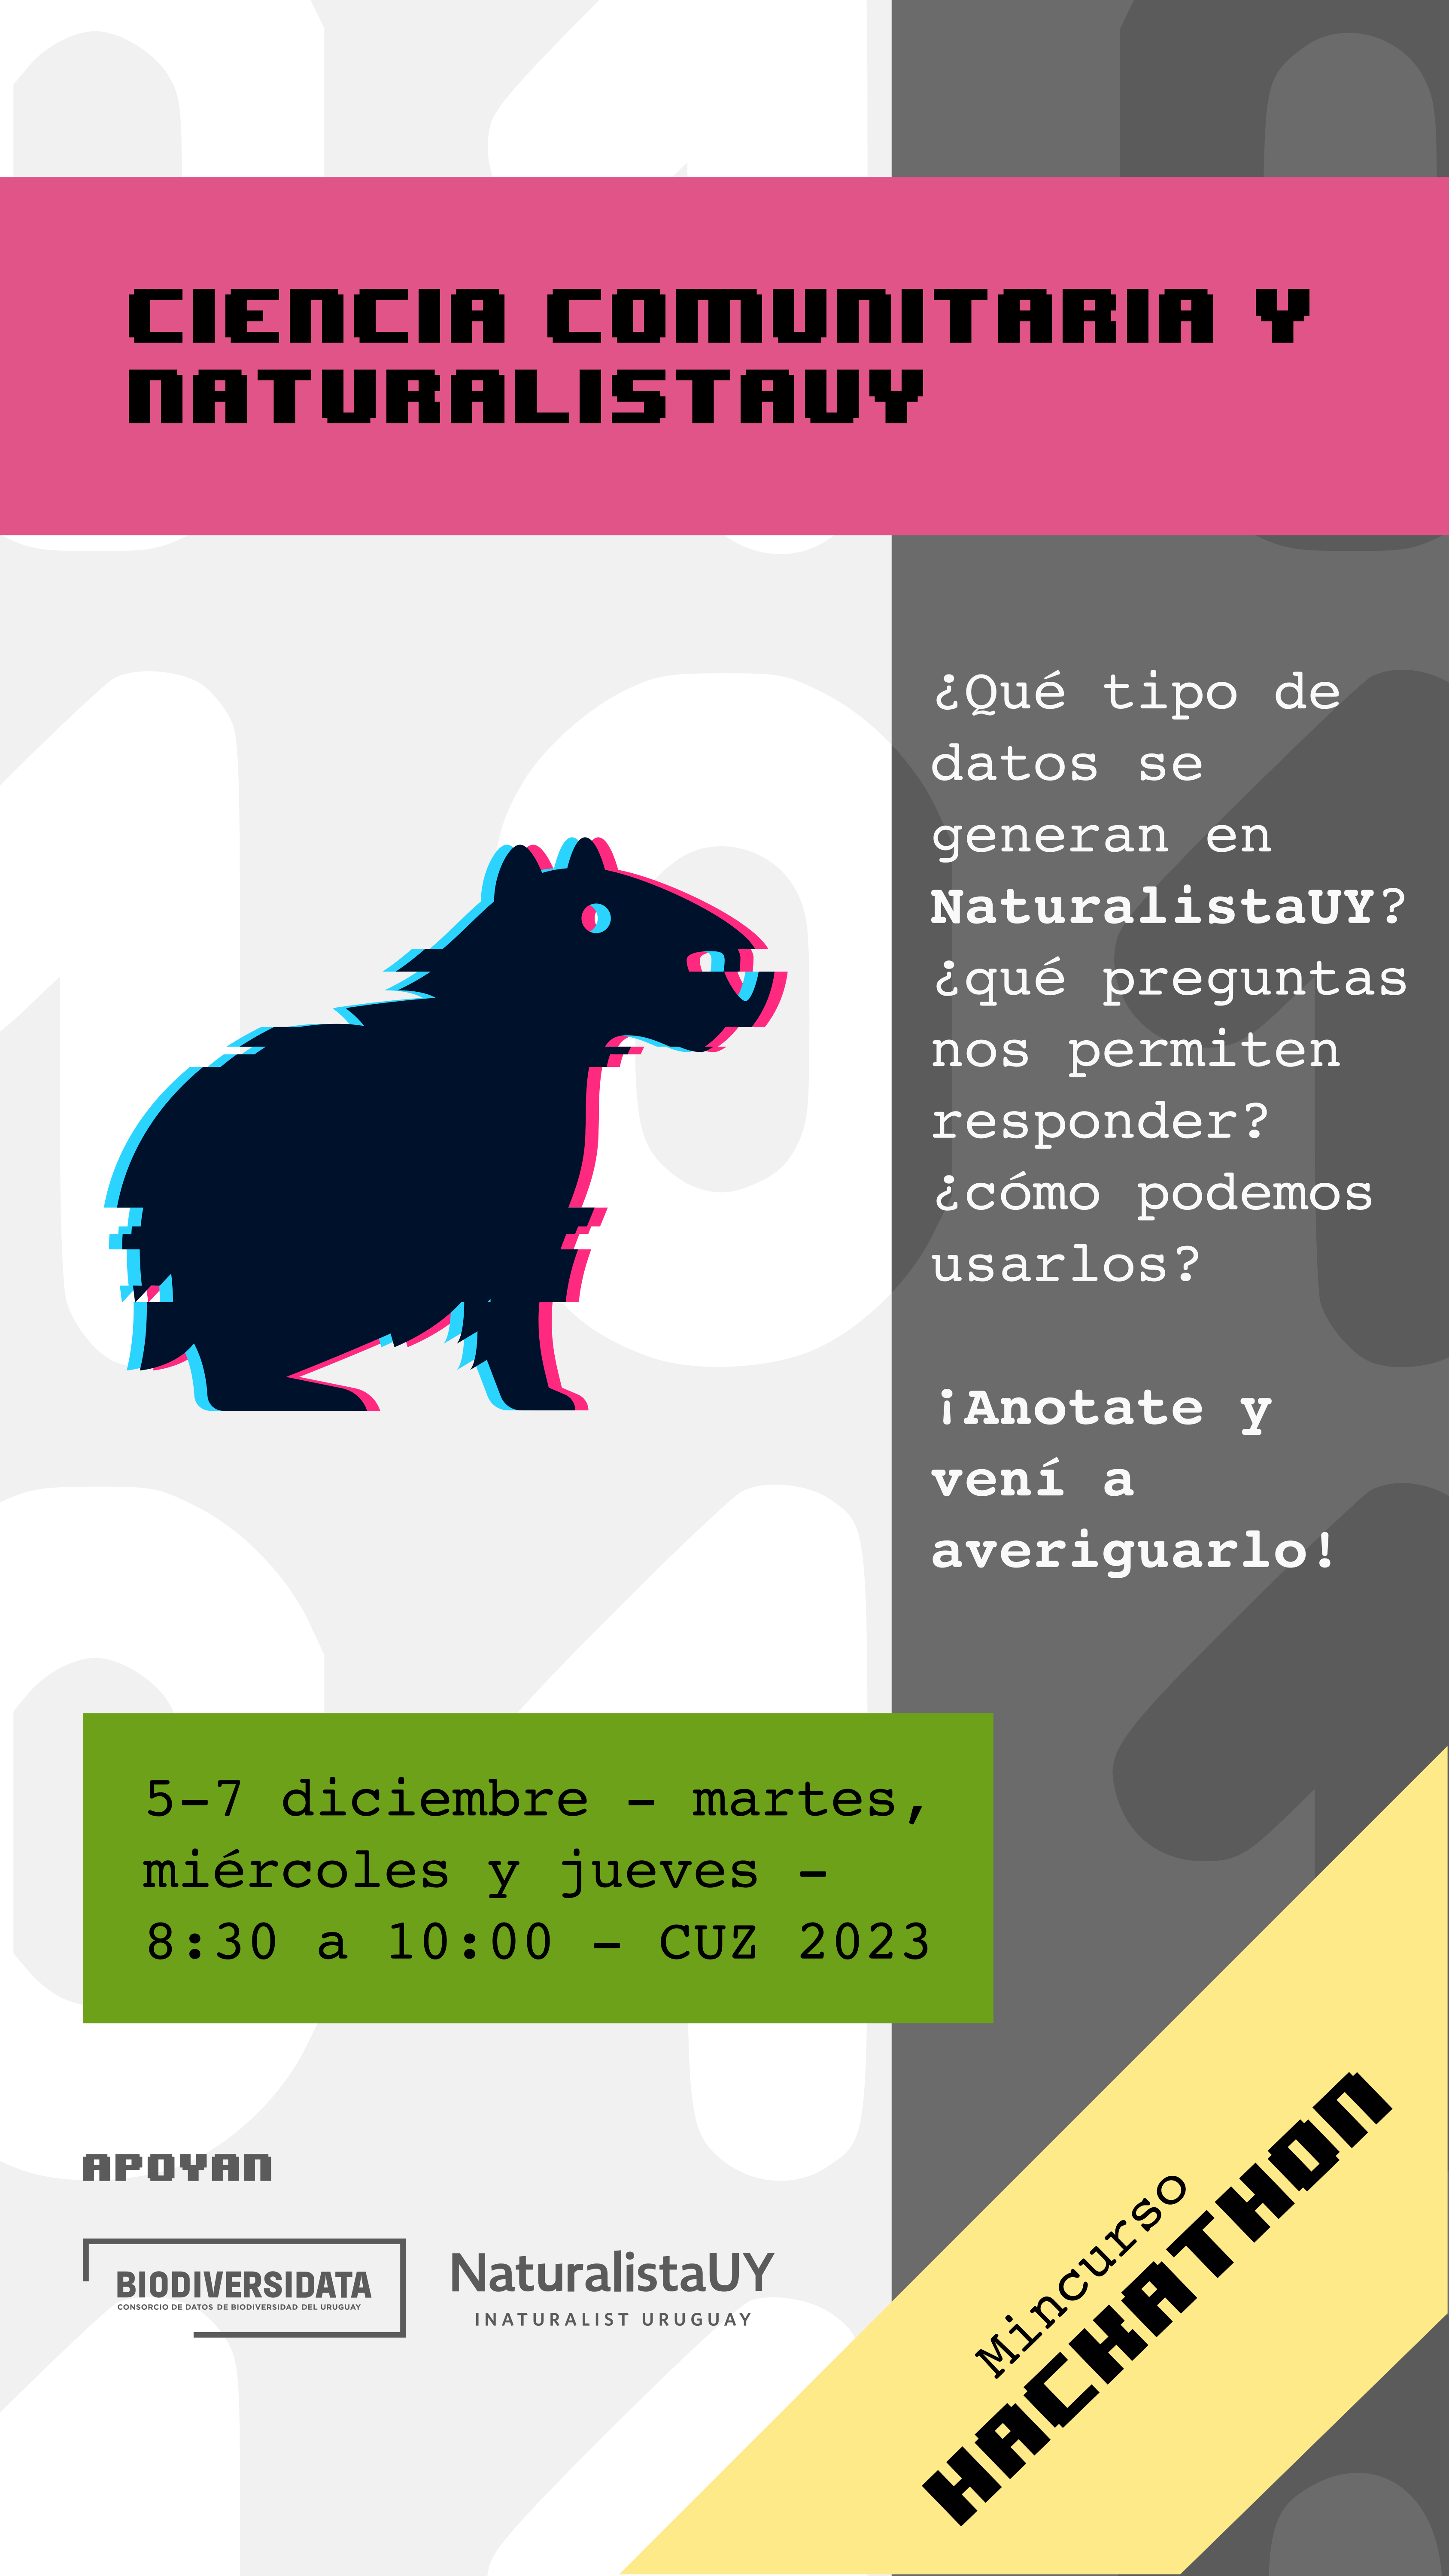 CIENCIA COMUNITARIA Y
NATURALISTAUY
¿Qué tipo de
datos se
generan en
NaturalistaUY?
¿qué preguntas
nos permiten
responder?
¿cómo podemos
usarlos?
¡Anotate y
vení a
averiguarlo!
5-7 diciembre - martes,
miércoles y jueves -
8:30 a 10:00 - CUZ 2023
APOYAN
BIODIVERSIDATA
CONSORCIO DE DATOS DE BIODIVERSIDAD DEL URUGUAY
NaturalistaUY
INATURALIST URUGUAY
Mincurso
HACKATHON